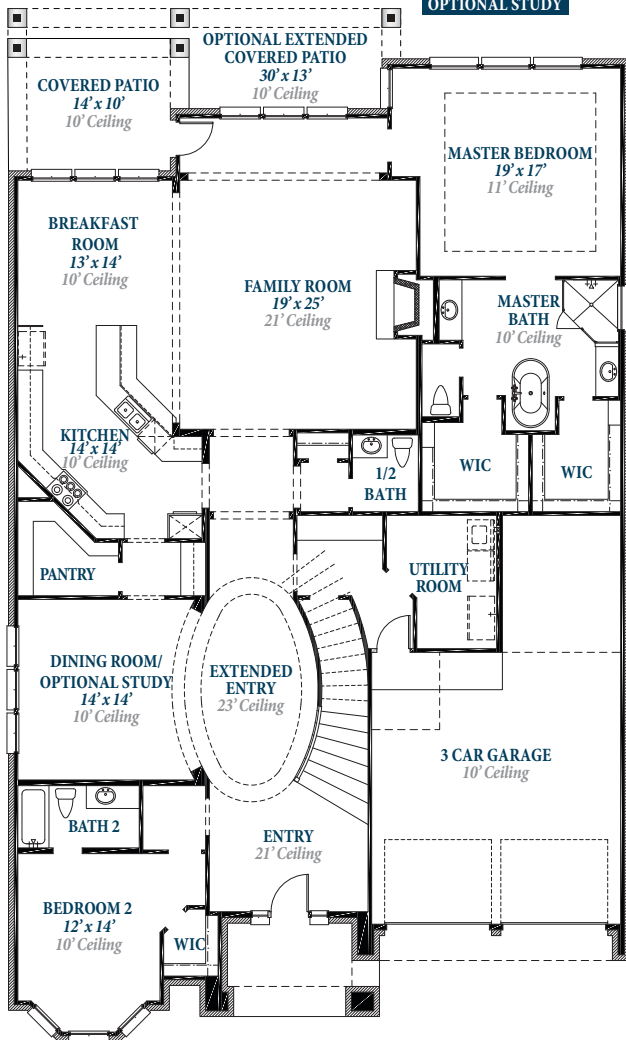 OPTIONAL STUDY
OPTIONAL EXTENDED
COVERED PATIO
30’ x 13’
10’ Ceiling
COVERED PATIO
14’ x 10’
10’ Ceiling
MASTER BEDROOM
19’ x 17’
11’ Ceiling
BREAKFAST
ROOM
13’ x 14’
10’ Ceiling
FAMILY ROOM
19’ x 25’
21’ Ceiling
MASTER
BATH
10’ Ceiling
KITCHEN
14’ x 14’
10’ Ceiling
1/2
BATH
WIC
WIC
PANTRY
UTILITY
ROOM
DINING ROOM/
OPTIONAL STUDY
14’ x 14’
10’ Ceiling
EXTENDED
ENTRY
23’ Ceiling
3 CAR GARAGE
10’ Ceiling
BATH 2
ENTRY
21’ Ceiling
BEDROOM 2
12’ x 14’
10’ Ceiling
WIC